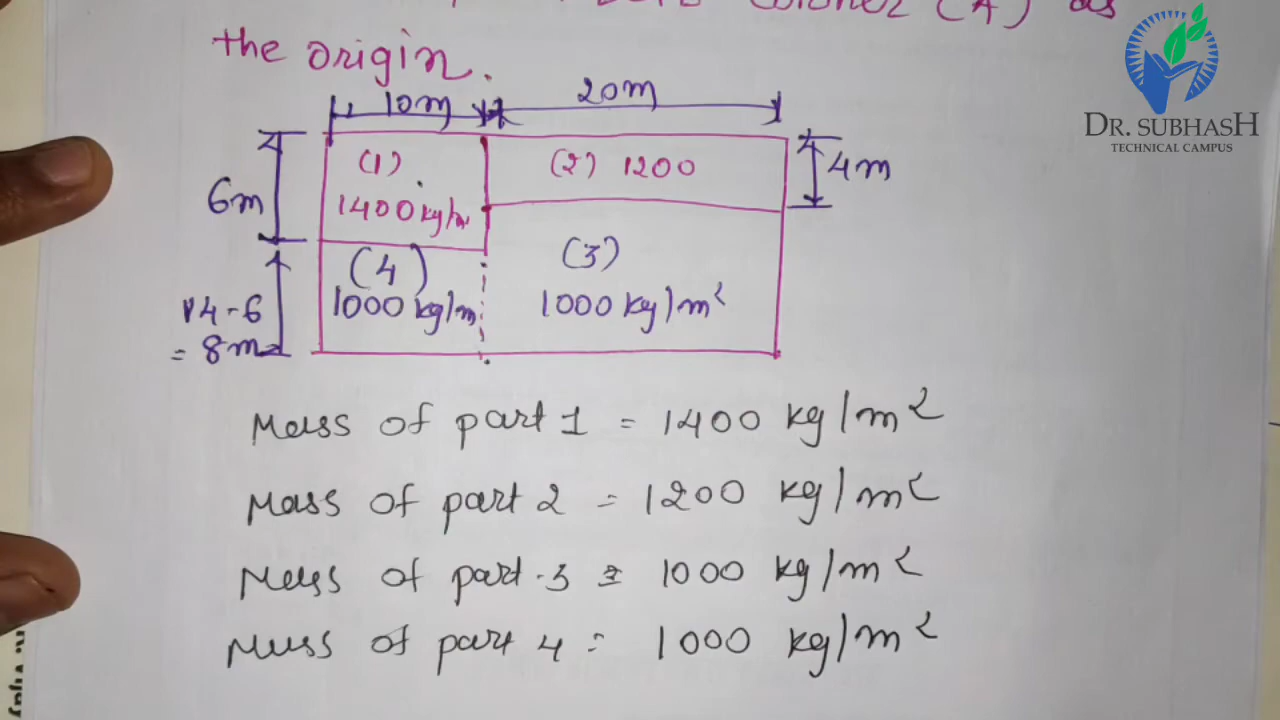 corner (A) as
the origin.
10m 20m
6m (1) (2) 1200 4m
1400 kg/m
(4) (3)
14-6 1000 kg/m 1000 kg/m²
= 8m
Mass of part 1 = 1400 kg/m²
Mass of part 2 = 1200 kg/m²
Mass of part 3 = 1000 kg/m²
Mass of part 4 = 1000 kg/m²
DR. SUBHASH
TECHNICAL CAMPUS